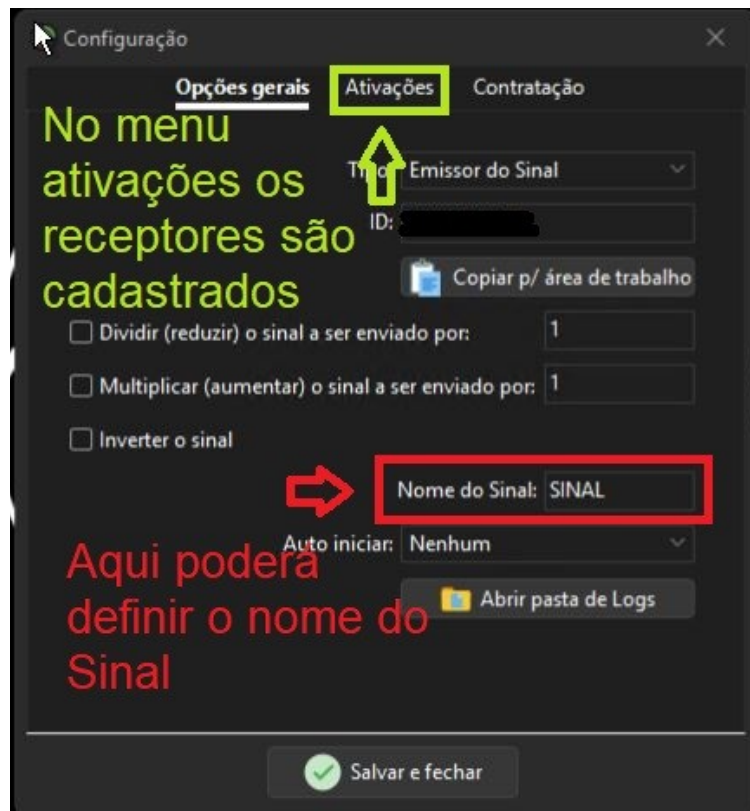 Configuração
Opções gerais Ativações Contratação
No menu
ativações os
receptores são
cadastrados
Emissor do Sinal
ID:
Copiar p/ área de trabalho
Dividir (reduzir) o sinal a ser enviado por: 1
Multiplicar (aumentar) o sinal a ser enviado por: 1
Inverter o sinal
Nome do Sinal: SINAL
Auto iniciar: Nenhum
Abrir pasta de Logs
Aqui poderá
definir o nome do
Sinal
Salvar e fechar